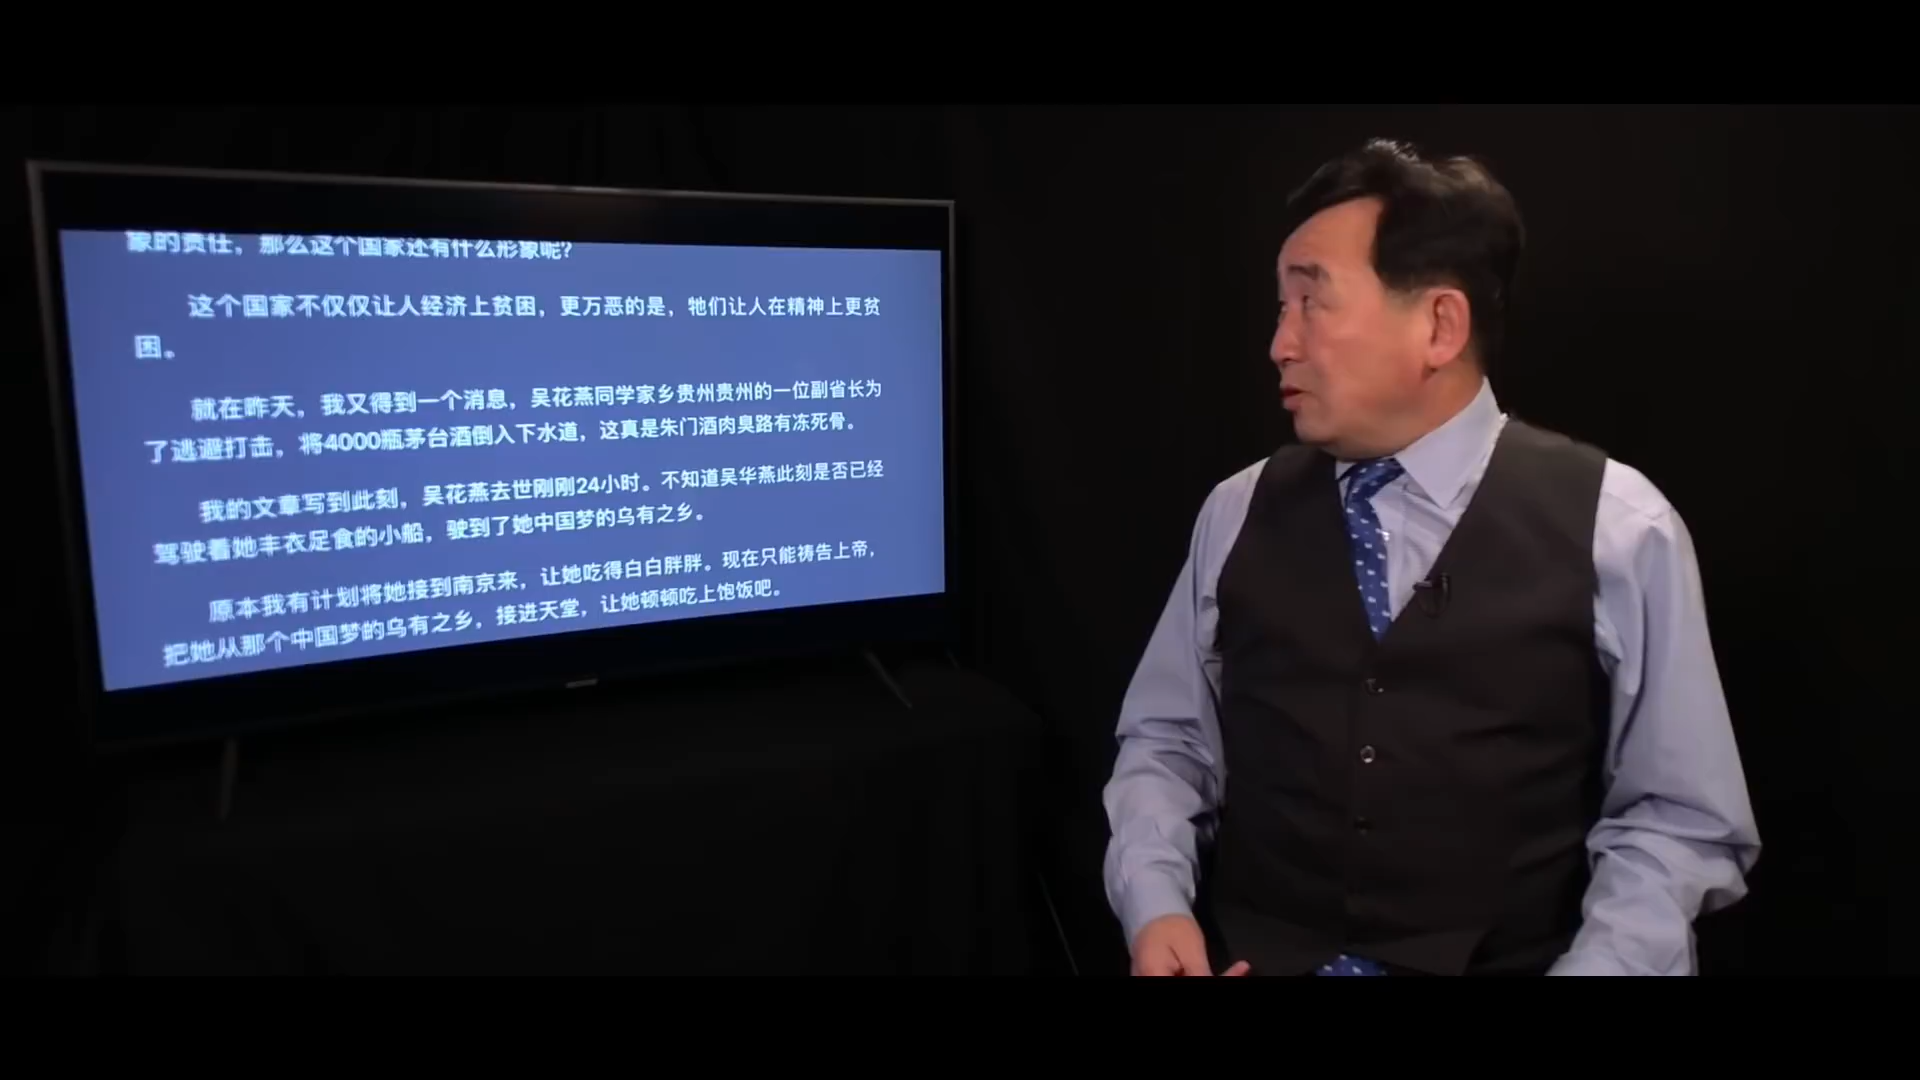 家的责任，那么这个国家还有什么形象呢？
这个国家不仅仅让人经济上贫困，更万恶的是，牠们让人在精神上更贫
困。
就在昨天，我又得到一个消息，吴花燕同学家乡贵州贵州的一位副省长为
了逃避打击，将4000瓶茅台酒倒入下水道，这真是朱门酒肉臭路有冻死骨。
我的文章写到此刻，吴花燕去世刚刚24小时。不知道吴华燕此刻是否已经
驾驶着她丰衣足食的小船，驶到了她中国梦的乌有之乡。
原本我有计划将她接到南京来，让她吃得白白胖胖。现在只能祷告上帝，
把她从那个中国梦的乌有之乡，接进天堂，让她顿顿吃上饱饭吧。